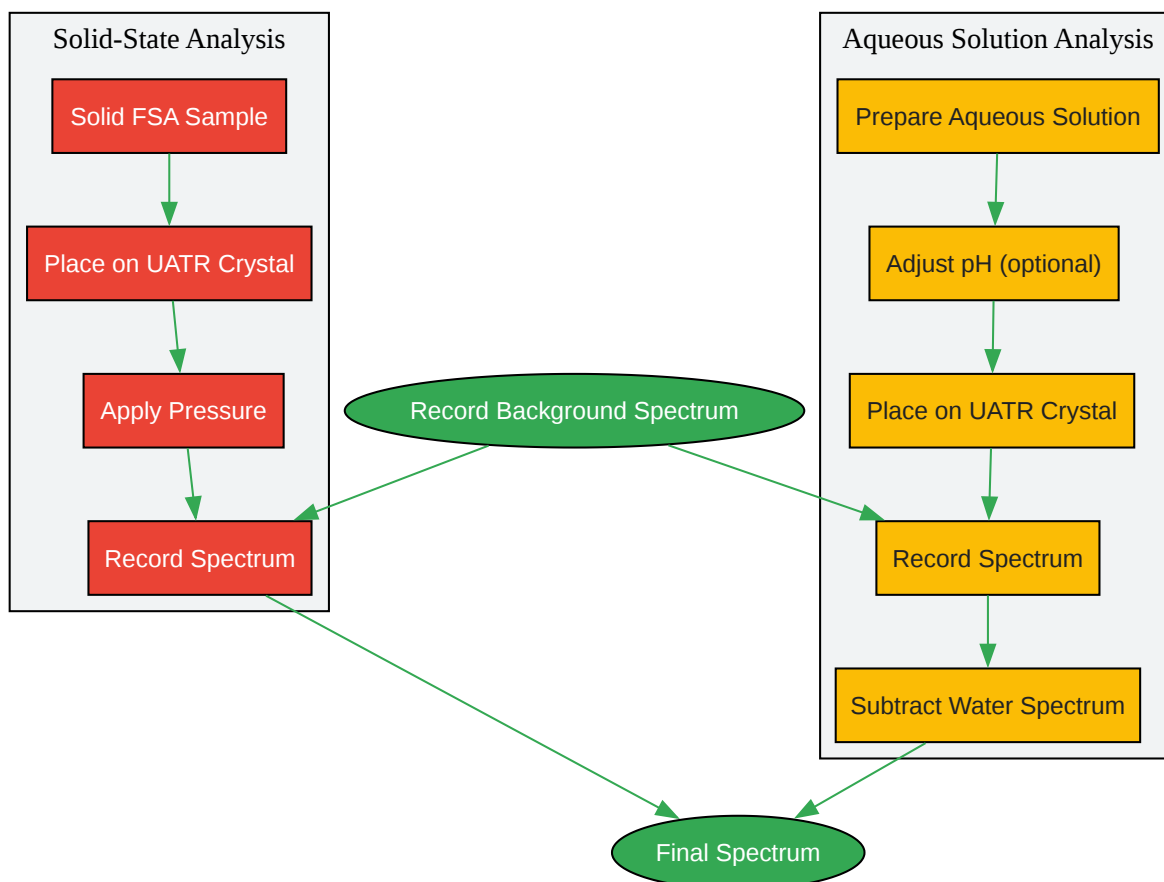 Solid-State Analysis
Solid FSA Sample
Place on UATR Crystal
Apply Pressure
Record Spectrum
Record Background Spectrum
Aqueous Solution Analysis
Prepare Aqueous Solution
Adjust pH (optional)
Place on UATR Crystal
Record Spectrum
Subtract Water Spectrum
Final Spectrum